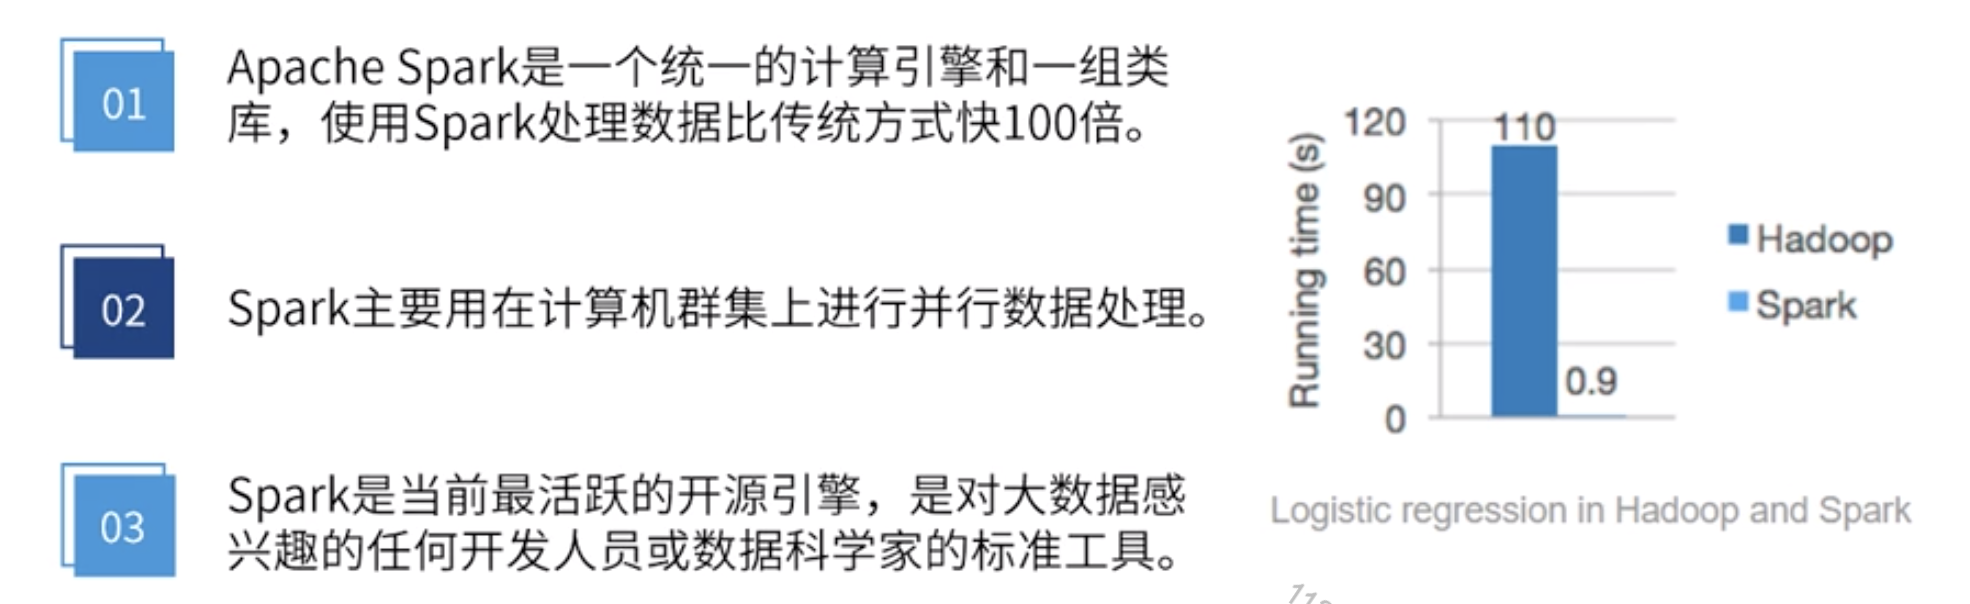 01
Apache Spark是一个统一的计算引擎和一组类
库，使用Spark处理数据比传统方式快100倍。
02
Spark主要用在计算机群集上进行并行数据处理。
03
Spark是当前最活跃的开源引擎，是对大数据感
兴趣的任何开发人员或数据科学家的标准工具。
Running time (s)
120
90
60
30
0
110
0.9
Hadoop
Spark
Logistic regression in Hadoop and Spark